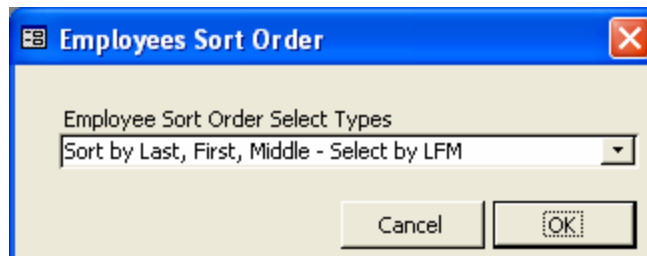 Employees Sort Order
Employee Sort Order Select Types
Sort by Last, First, Middle - Select by LFM
Cancel OK